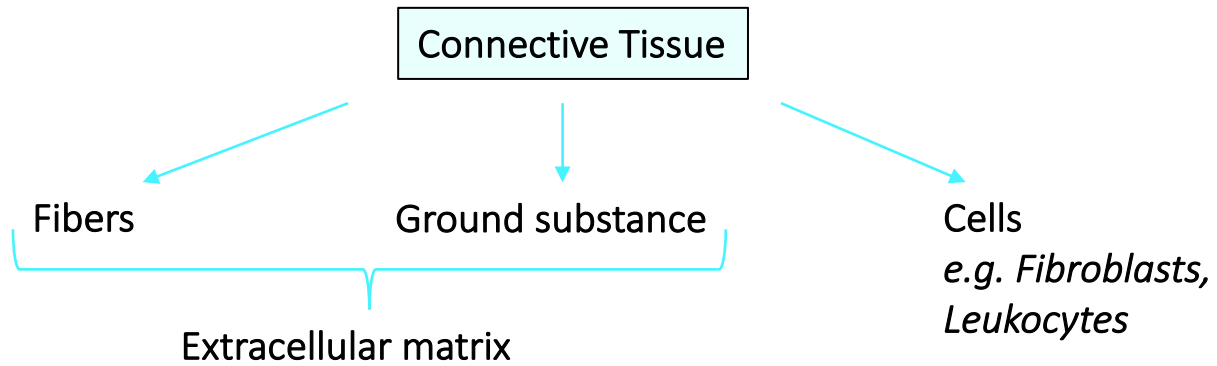 Connective Tissue
Fibers
Ground substance
Cells
e.g. Fibroblasts,
Leukocytes
Extracellular matrix